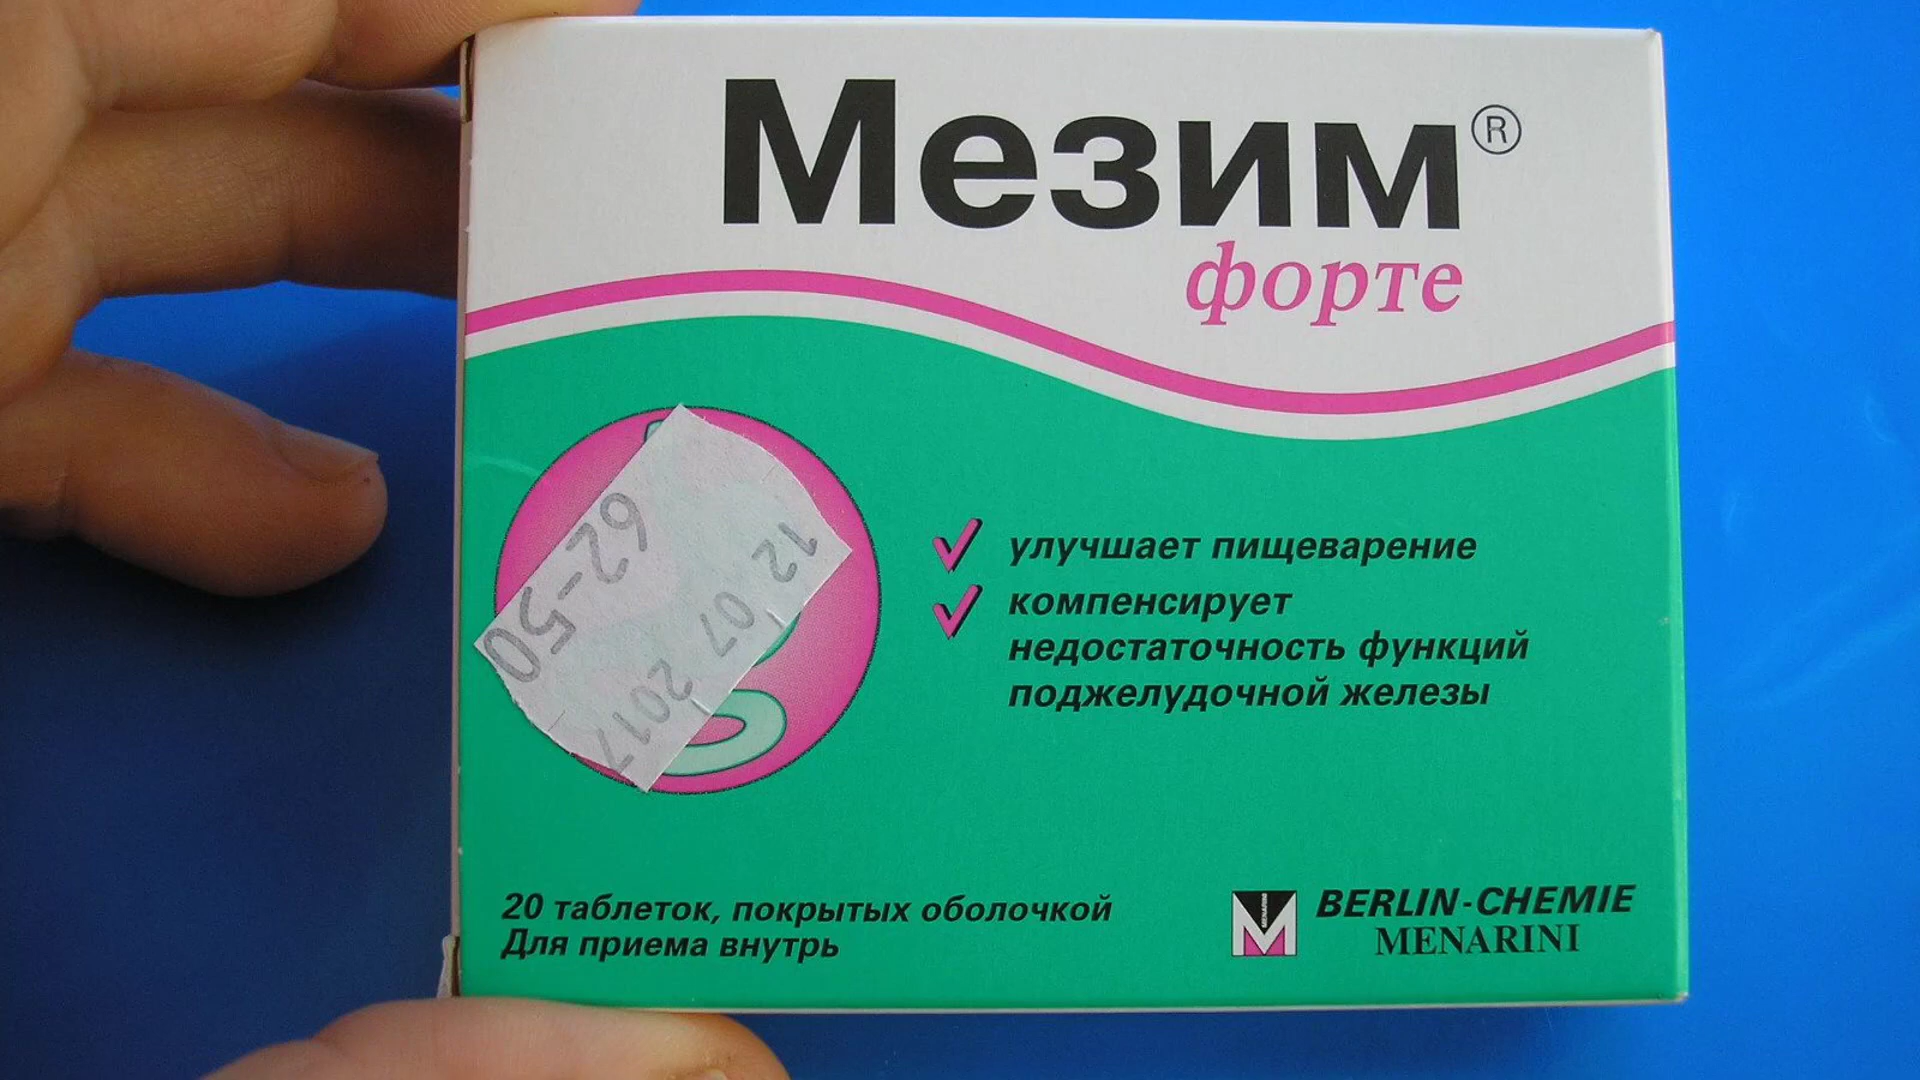 Мезим®
форте
62-50
12 07 2017
улучшает пищеварение
компенсирует
недостаточность функций
поджелудочной железы
20 таблеток, покрытых оболочкой
Для приема внутрь
MENARINI
BERLIN-CHEMIE
MENARINI